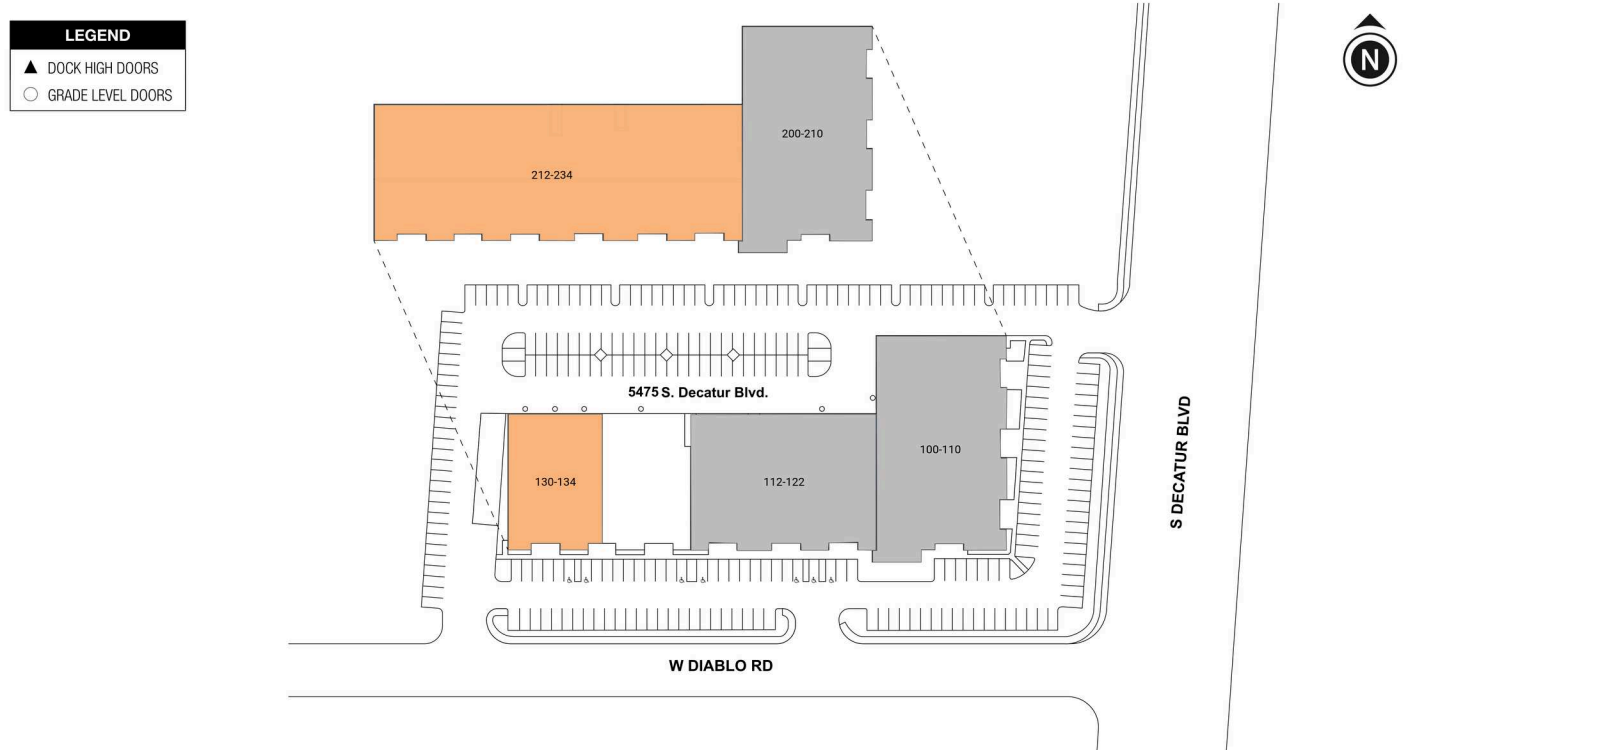 LEGEND
DOCK HIGH DOORS
GRADE LEVEL DOORS
N
200-210
212-234
5475 S. Decatur Blvd.
100-110
130-134
112-122
S DECATUR BLVD
W DIABLO RD